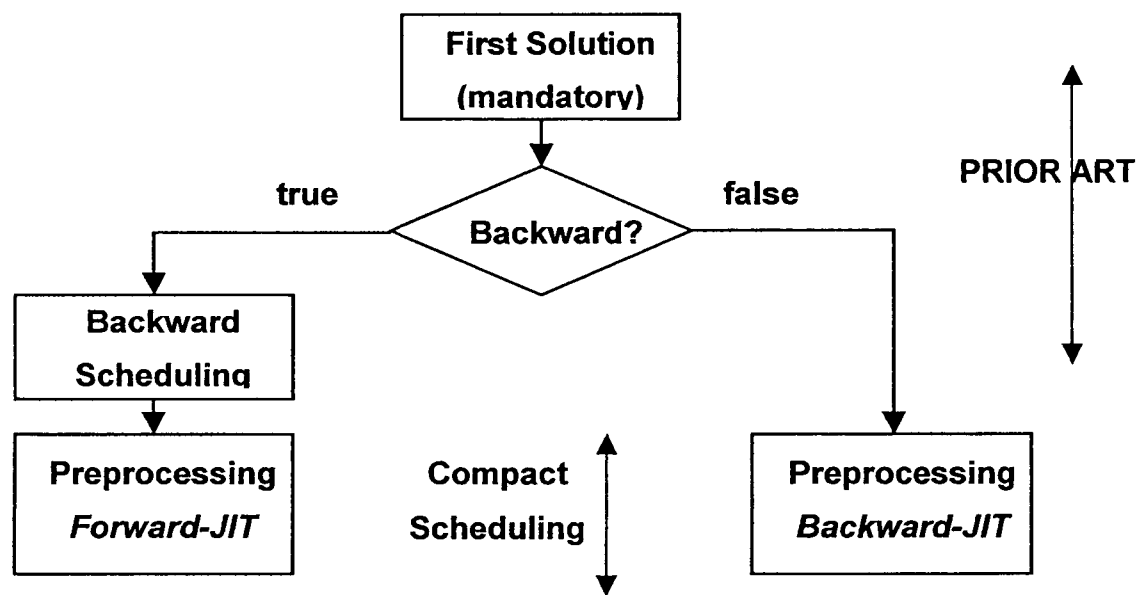 First Solution
(mandatory)
PRIOR ART
true
false
Backward?
Backward
Scheduling
Preprocessing
Forward-JIT
Compact
Scheduling
Preprocessing
Backward-JIT